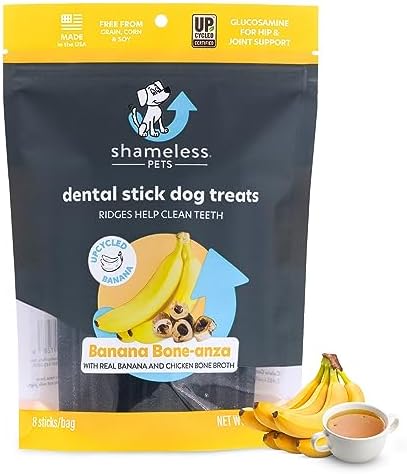 MADE
IN THE USA
FREE FROM
GRAIN, CORN
& SOY
UP
CYCLED
CERTIFIED
GLUCOSAMINE
FOR HIP &
JOINT SUPPORT
shameless
PETS
dental stick dog treats
RIDGES HELP CLEAN TEETH
UPCYCLED
BANANA
Banana Bone-anza
WITH REAL BANANA AND CHICKEN BONE BROTH
8 sticks/bag
NET